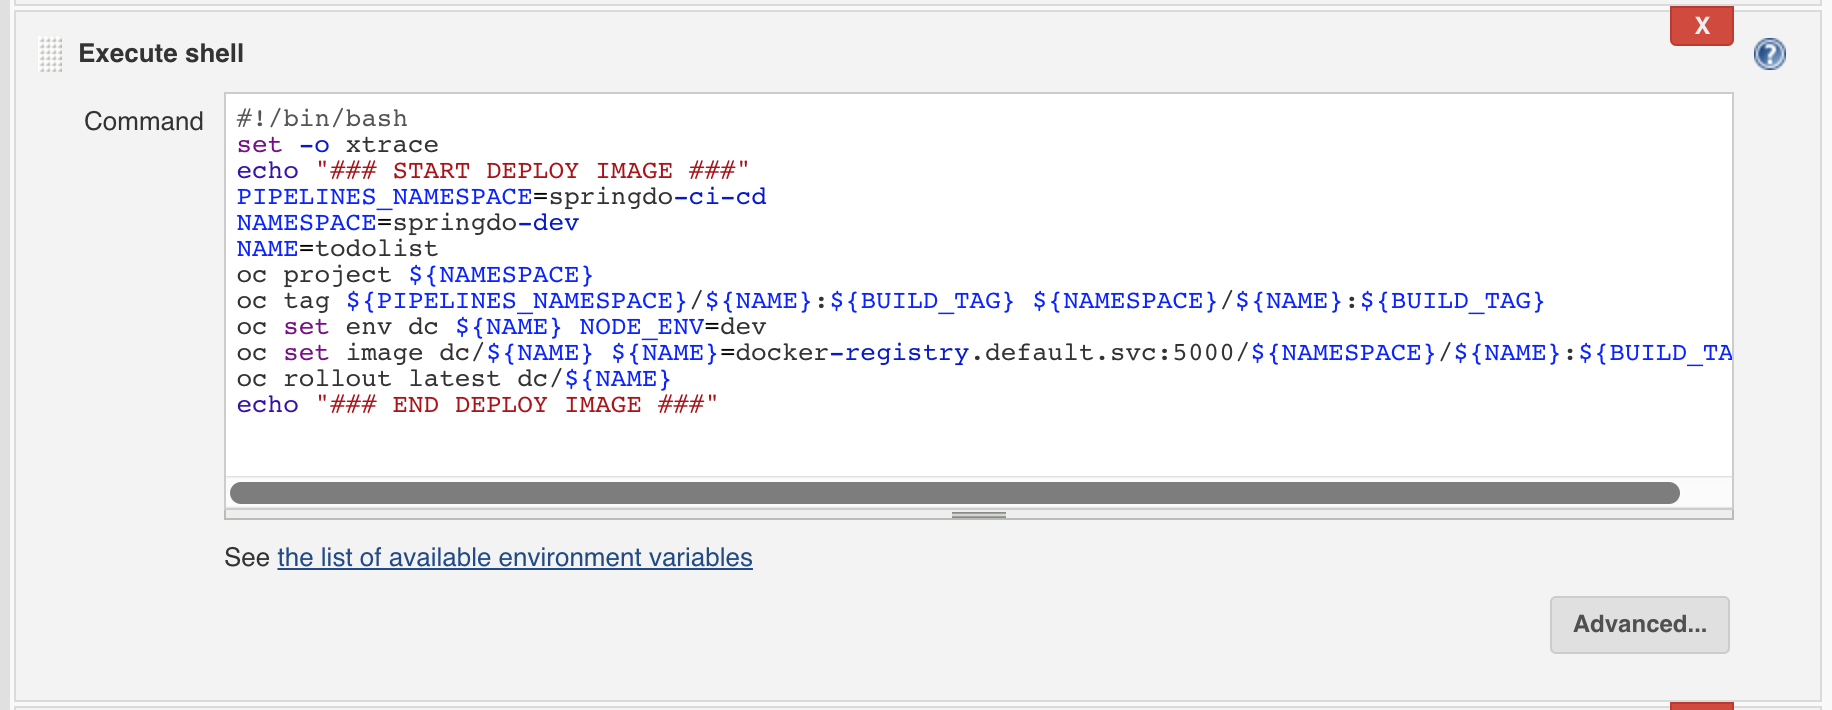 X
Execute shell
?
Command
#!/bin/bash
set -o xtrace
echo "### START DEPLOY IMAGE ###"
PIPELINES_NAMESPACE=springdo-ci-cd
NAMESPACE=springdo-dev
NAME=todolist
oc project ${NAMESPACE}
oc tag ${PIPELINES_NAMESPACE}/${NAME}:${BUILD_TAG} ${NAMESPACE}/${NAME}:${BUILD_TAG}
oc set env dc ${NAME} NODE_ENV=dev
oc set image dc/${NAME} ${NAME}=docker-registry.default.svc:5000/${NAMESPACE}/${NAME}:${BUILD_TA
oc rollout latest dc/${NAME}
echo "### END DEPLOY IMAGE ###"
See the list of available environment variables
Advanced...